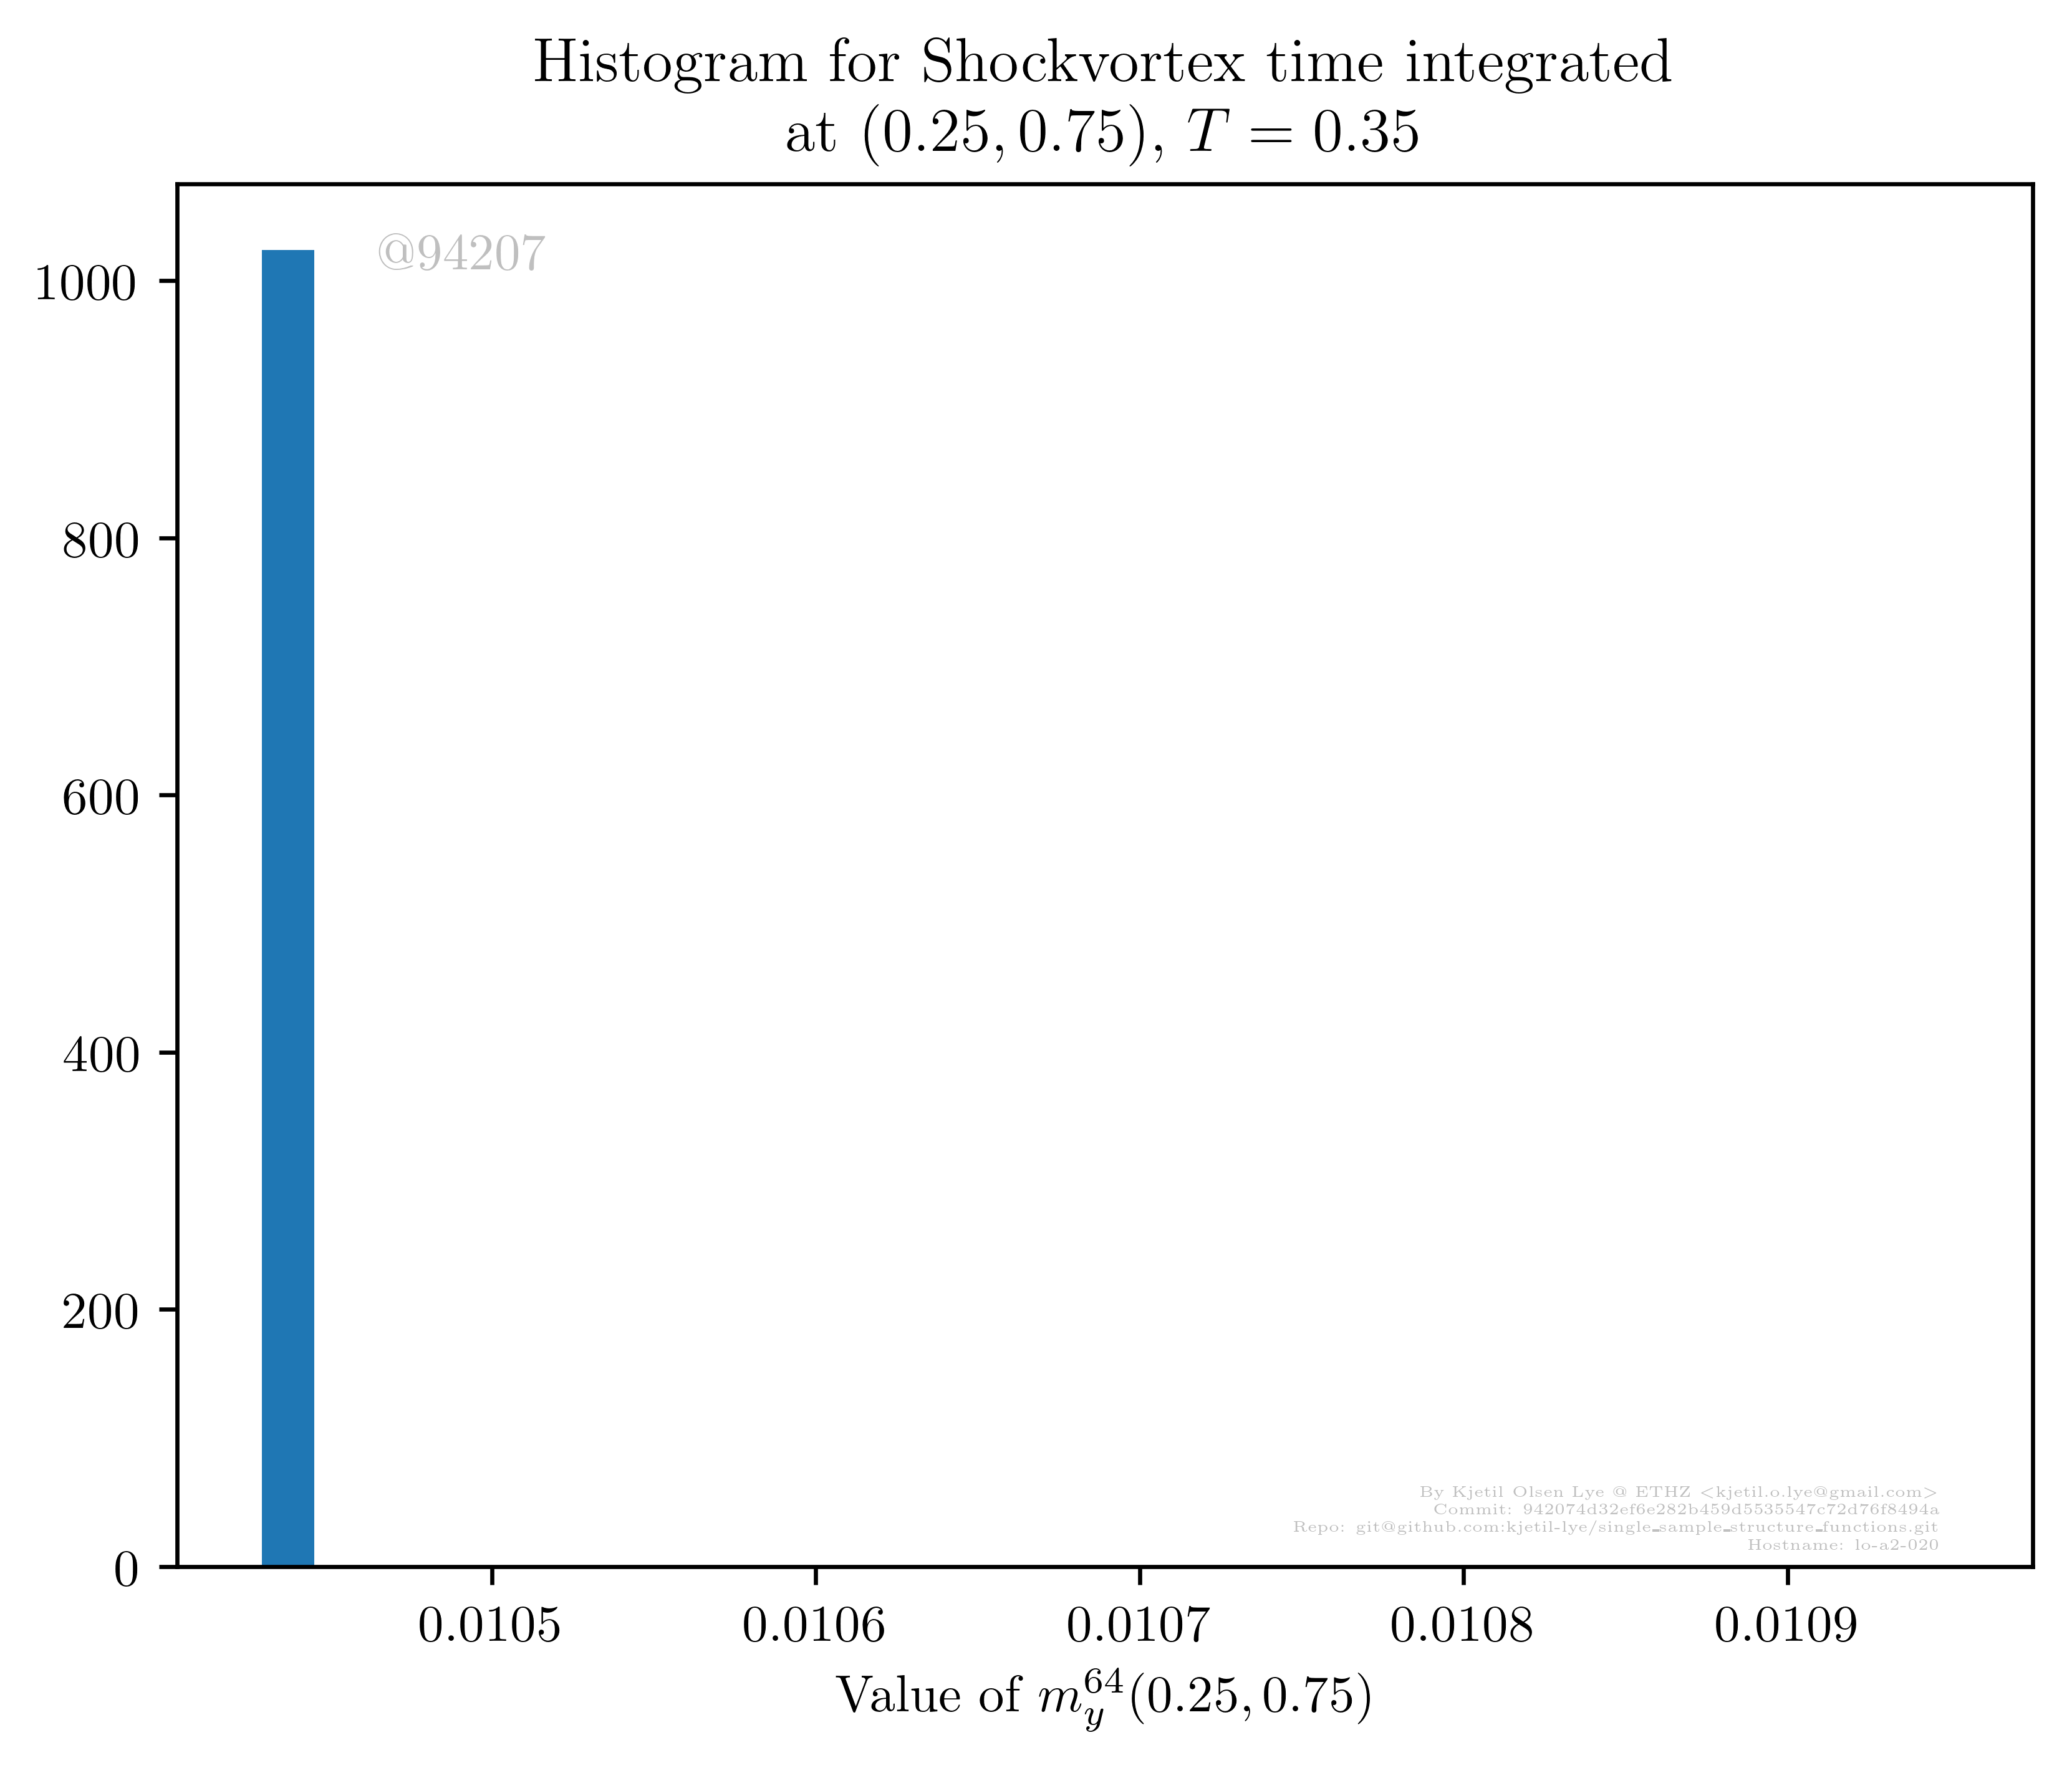 Histogram for Shockvortex time integrated
at (0.25, 0.75), T = 0.35
@94207
1000
800
600
400
200
0
0.0105 0.0106 0.0107 0.0108 0.0109
Value of m_y^{64}(0.25, 0.75)
By Kjetil Olsen Lye @ ETHZ <kjetil.o.lye@gmail.com>
Commit: 942074d32ef6e282b459d5535547c72d76f8494a
Repo: git@github.com:kjetil-lye/single_sample_structure_functions.git
Hostname: lo-a2-020